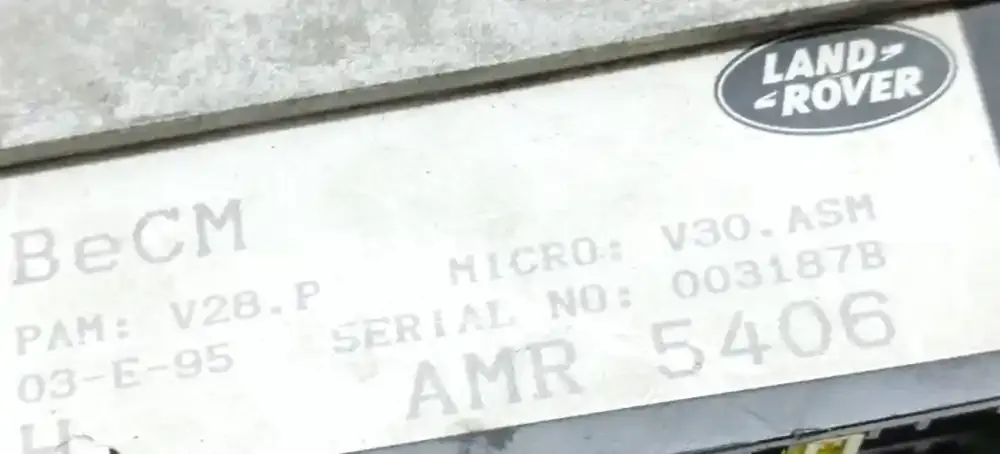 LAND
ROVER
BeCM
PAM: V28.P MICRO: V30.ASM
03-E-95 SERIAL NO: 003187B
AMR 5406